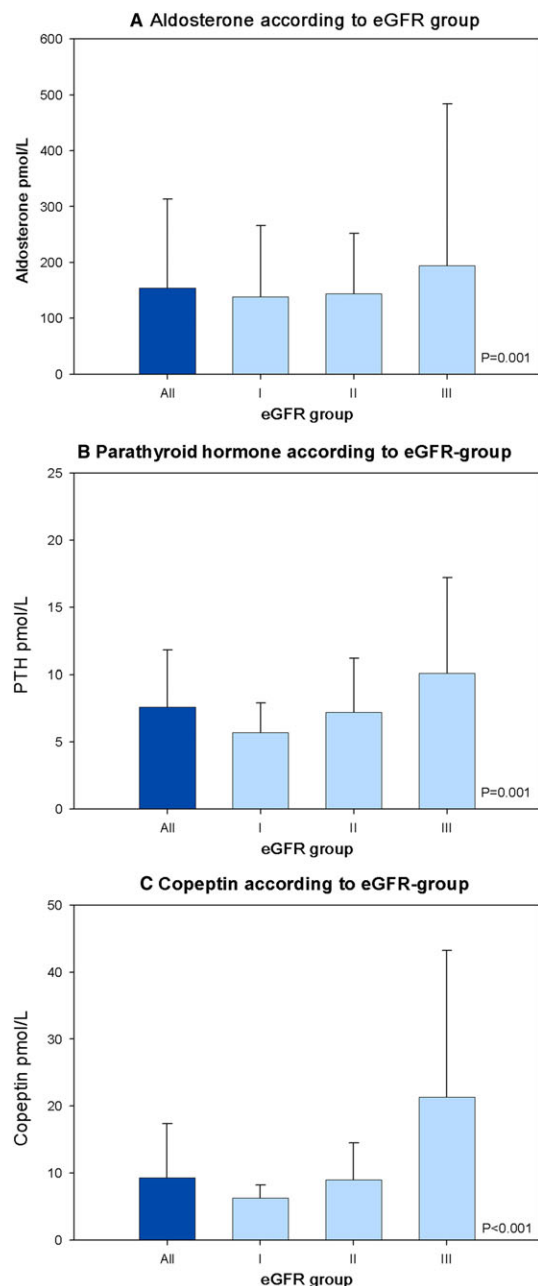 A Aldosterone according to eGFR group
600
500
400
300
200
100
0
Aldosterone pmol/L
P=0.001
All I II III
eGFR group
B Parathyroid hormone according to eGFR-group
25
20
15
10
5
0
PTH pmol/L
P=0.001
All I II III
eGFR group
C Copeptin according to eGFR-group
50
40
30
20
10
0
Copeptin pmol/L
P<0.001
All I II III
eGFR group